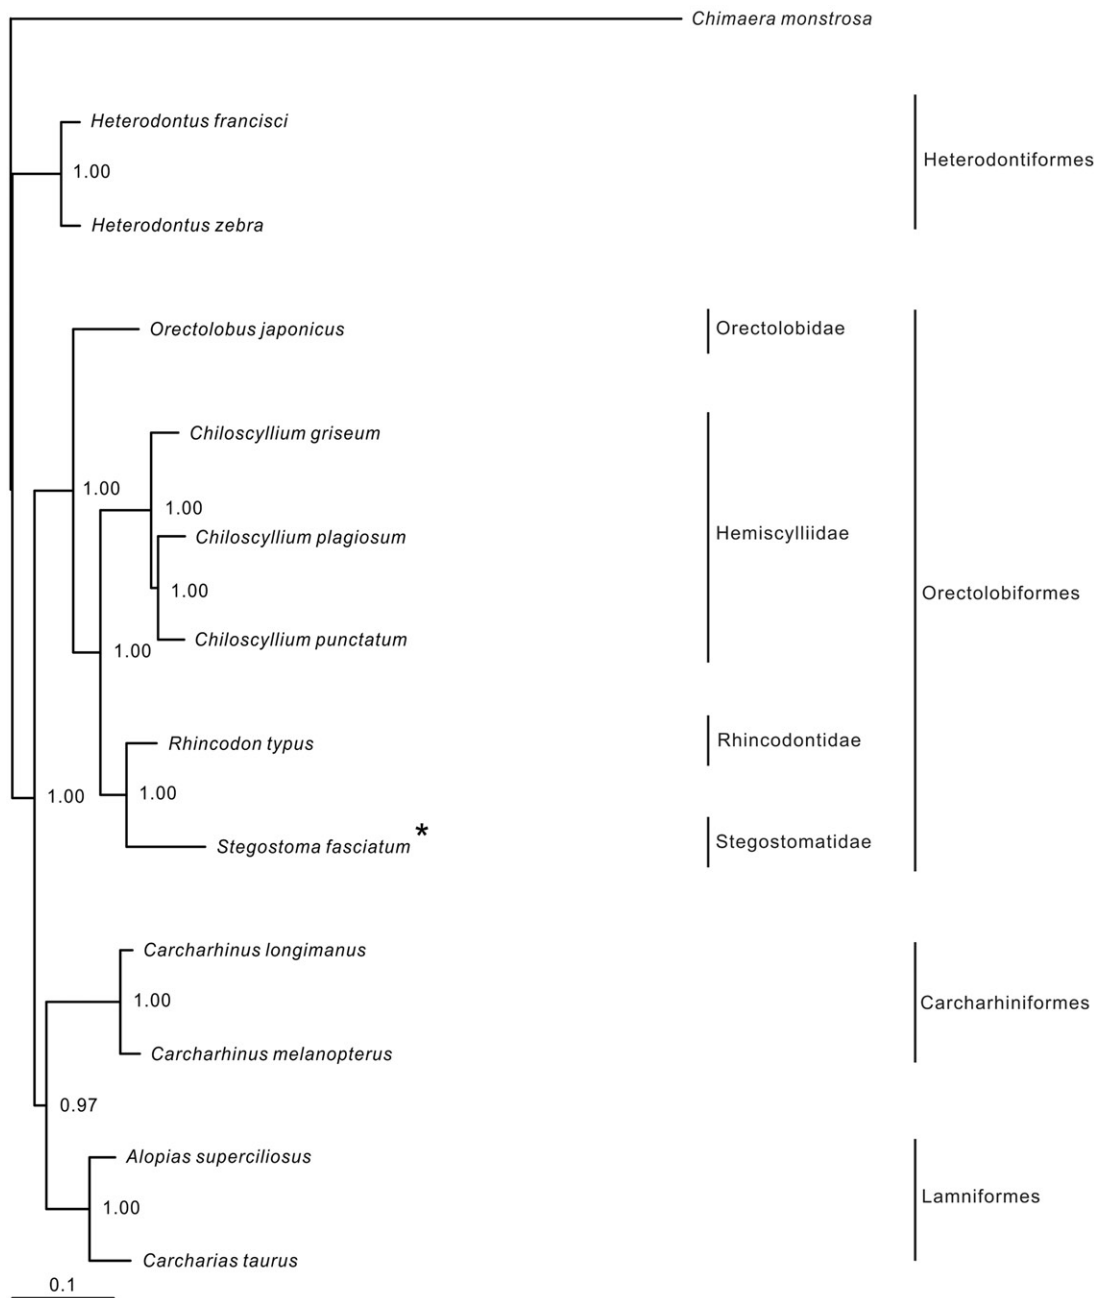 Chimaera monstrosa
Heterodontus francisci
Heterodontiformes
1.00
Heterodontus zebra
Orectolobus japonicus
Orectolobidae
Chiloscyllium griseum
1.00
1.00
Chiloscyllium plagiosum
Hemiscylliidae
1.00
Orectolobiformes
Chiloscyllium punctatum
1.00
Rhincodon typus
Rhincodontidae
1.00
1.00
Stegostoma fasciatum*
Stegostomatidae
Carcharhinus longimanus
1.00
Carcharhiniformes
Carcharhinus melanopterus
0.97
Alopias superciliosus
Lamniformes
1.00
Carcharias taurus
0.1